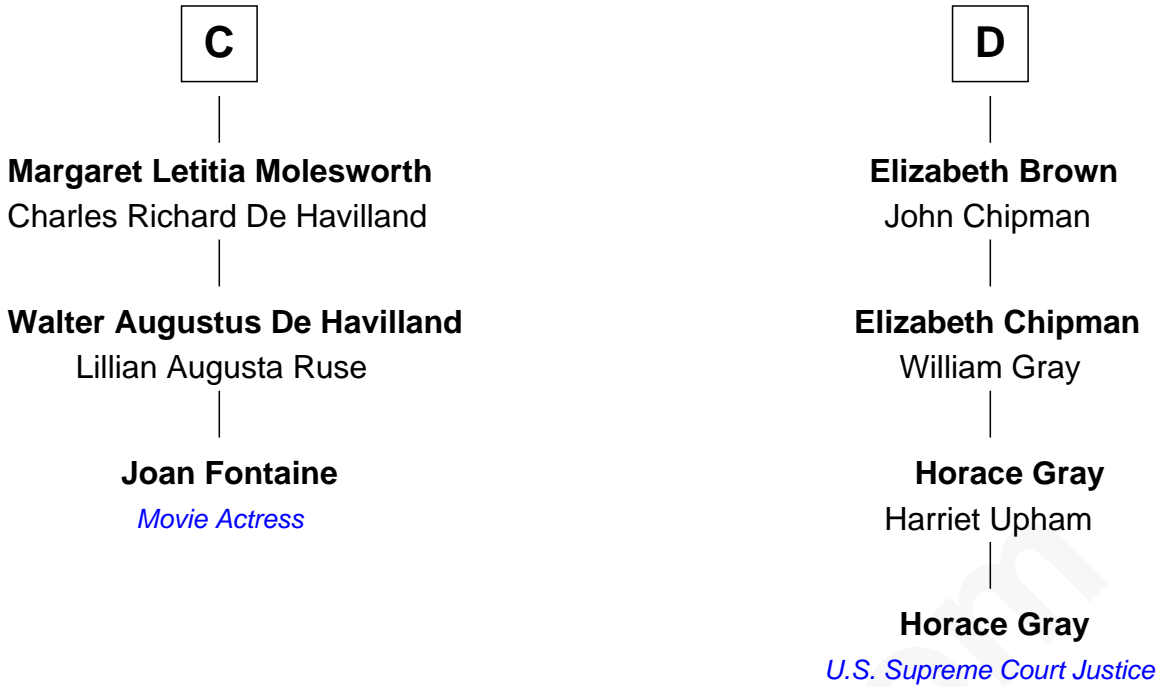 C
Margaret Letitia Molesworth
Charles Richard De Havilland
Walter Augustus De Havilland
Lillian Augusta Ruse
Joan Fontaine
Movie Actress
D
Elizabeth Brown
John Chipman
Elizabeth Chipman
William Gray
Horace Gray
Harriet Upham
Horace Gray
U.S. Supreme Court Justice